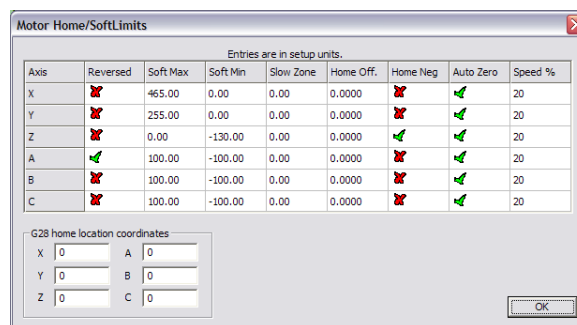 Motor Home/SoftLimits
Entries are in setup units.
Axis Reversed Soft Max Soft Min Slow Zone Home Off. Home Neg Auto Zero Speed %
X 465.00 0.00 0.00 0.0000 20
Y 255.00 0.00 0.00 0.0000 20
Z 0.00 -130.00 0.00 0.0000 20
A 100.00 -100.00 0.00 0.0000 20
B 100.00 -100.00 0.00 0.0000 20
C 100.00 -100.00 0.00 0.0000 20
G28 home location coordinates
X 0 A 0
Y 0 B 0
Z 0 C 0
OK